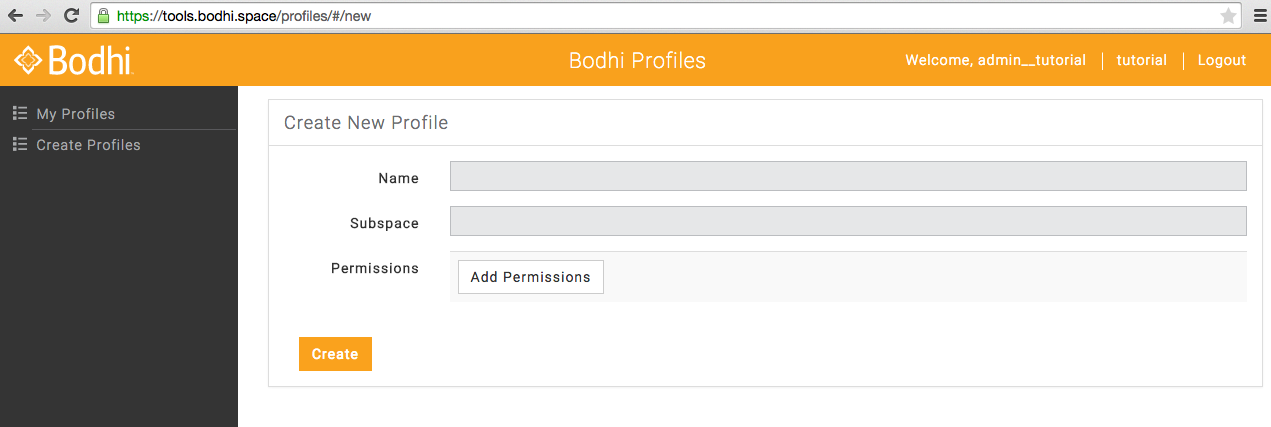 https://tools.bodhi.space/profiles/#/new
Bodhi Bodhi Profiles Welcome, admin__tutorial tutorial Logout
My Profiles
Create Profiles
Create New Profile
Name
Subspace
Permissions
Add Permissions
Create